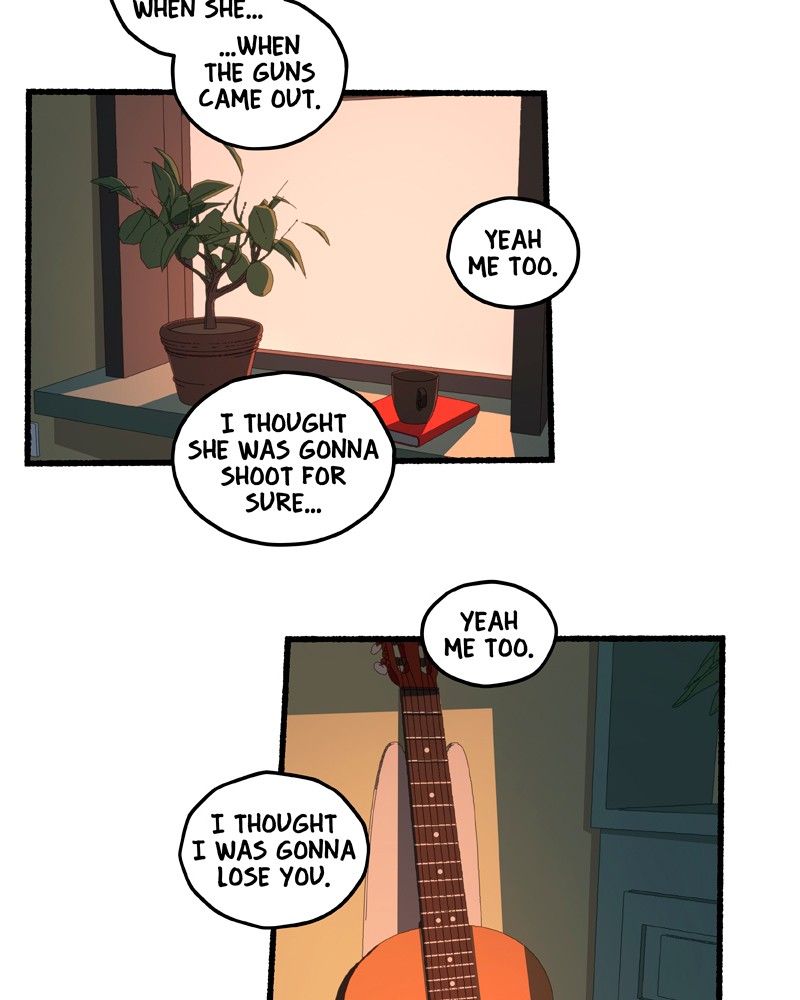 WHEN SHE...
...WHEN
THE GUNS
CAME OUT.
YEAH
ME TOO.
I THOUGHT
SHE WAS GONNA
SHOOT FOR
SURE...
YEAH
ME TOO.
I THOUGHT
I WAS GONNA
LOSE YOU.